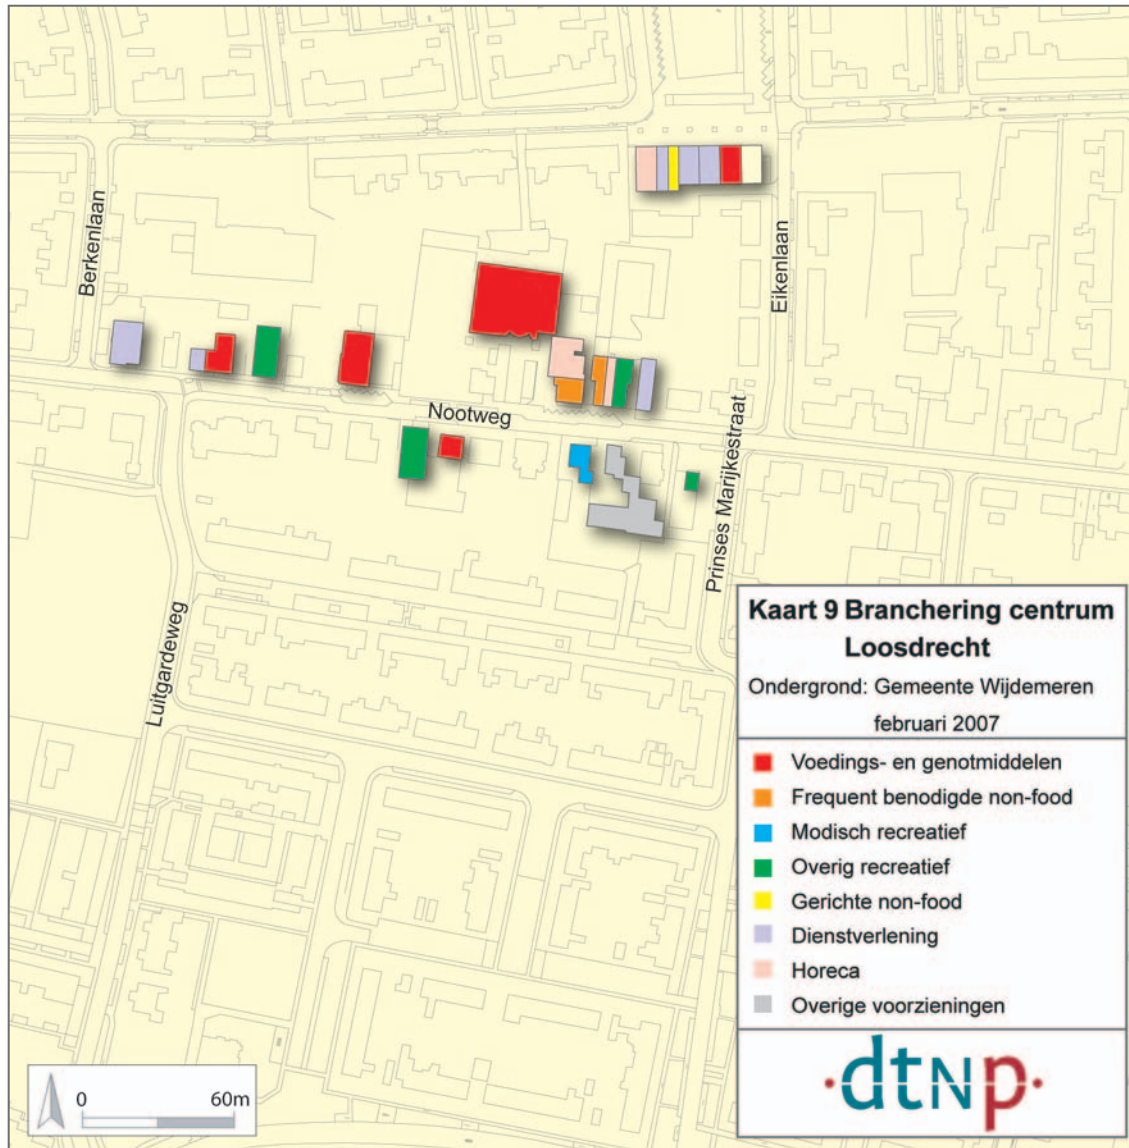 Berkenlaan
Eikenlaan
Nootweg
Prinses Marijkestraat
Luitgardeweg
Kaart 9 Branchering centrum
Loosdrecht
Ondergrond: Gemeente Wijdemeren
februari 2007
Voedings- en genotmiddelen
Frequent benodigde non-food
Modisch recreatief
Overig recreatief
Gerichte non-food
Dienstverlening
Horeca
Overige voorzieningen
0 60m
·dtNp·